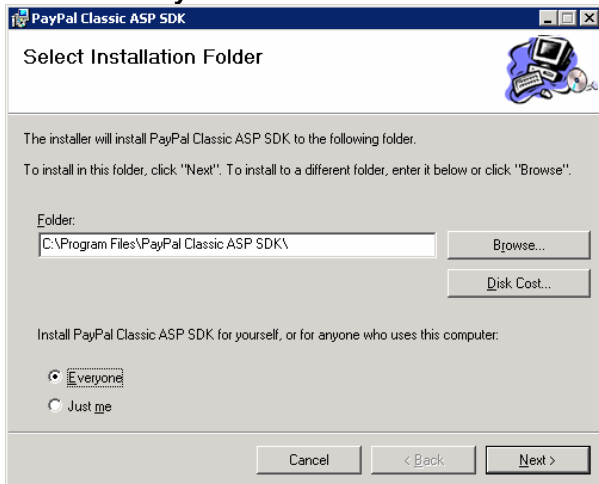 PayPal Classic ASP SDK
Select Installation Folder
The installer will install PayPal Classic ASP SDK to the following folder.
To install in this folder, click "Next". To install to a different folder, enter it below or click "Browse".
Folder:
C:\Program Files\PayPal Classic ASP SDK\
Browse...
Disk Cost...
Install PayPal Classic ASP SDK for yourself, or for anyone who uses this computer:
Everyone
Just me
Cancel
< Back
Next >